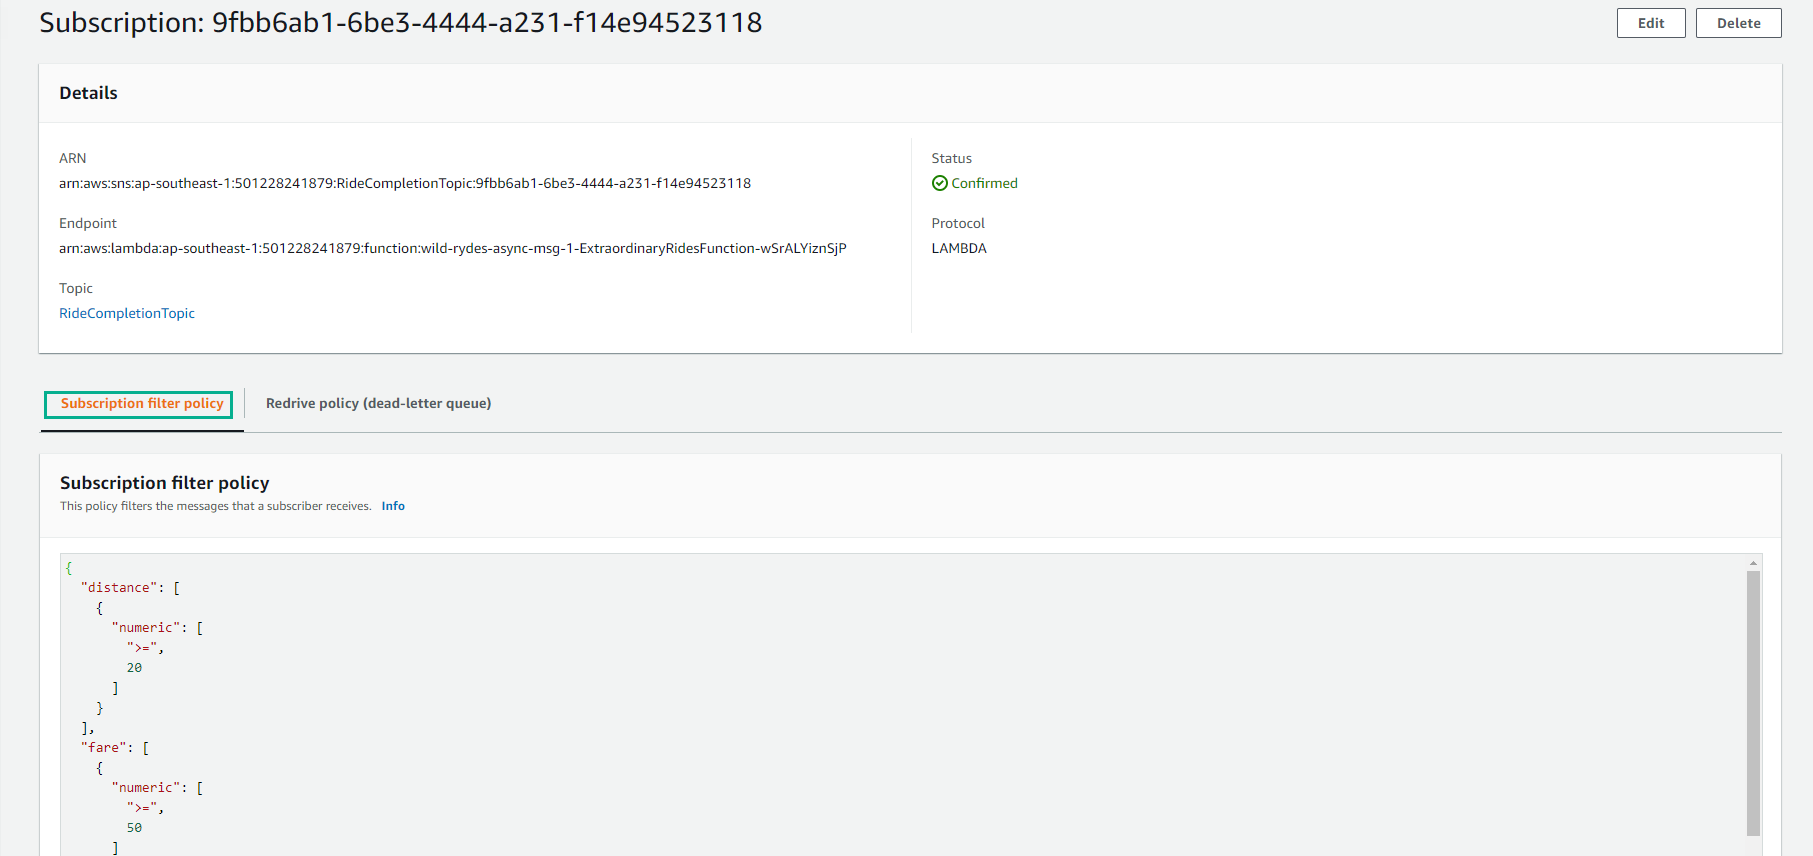 Subscription: 9fbb6ab1-6be3-4444-a231-f14e94523118
Edit
Delete
Details
ARN
arn:aws:sns:ap-southeast-1:501228241879:RideCompletionTopic:9fbb6ab1-6be3-4444-a231-f14e94523118
Endpoint
arn:aws:lambda:ap-southeast-1:501228241879:function:wild-rydes-async-msg-1-ExtraordinaryRidesFunction-wSrALYiznSjP
Topic
RideCompletionTopic
Status
Confirmed
Protocol
LAMBDA
Subscription filter policy
Redrive policy (dead-letter queue)
Subscription filter policy
This policy filters the messages that a subscriber receives. Info
{
  "distance": [
    {
      "numeric": [
        ">=",
        20
      ]
    }
  ],
  "fare": [
    {
      "numeric": [
        ">=",
        50
      ]